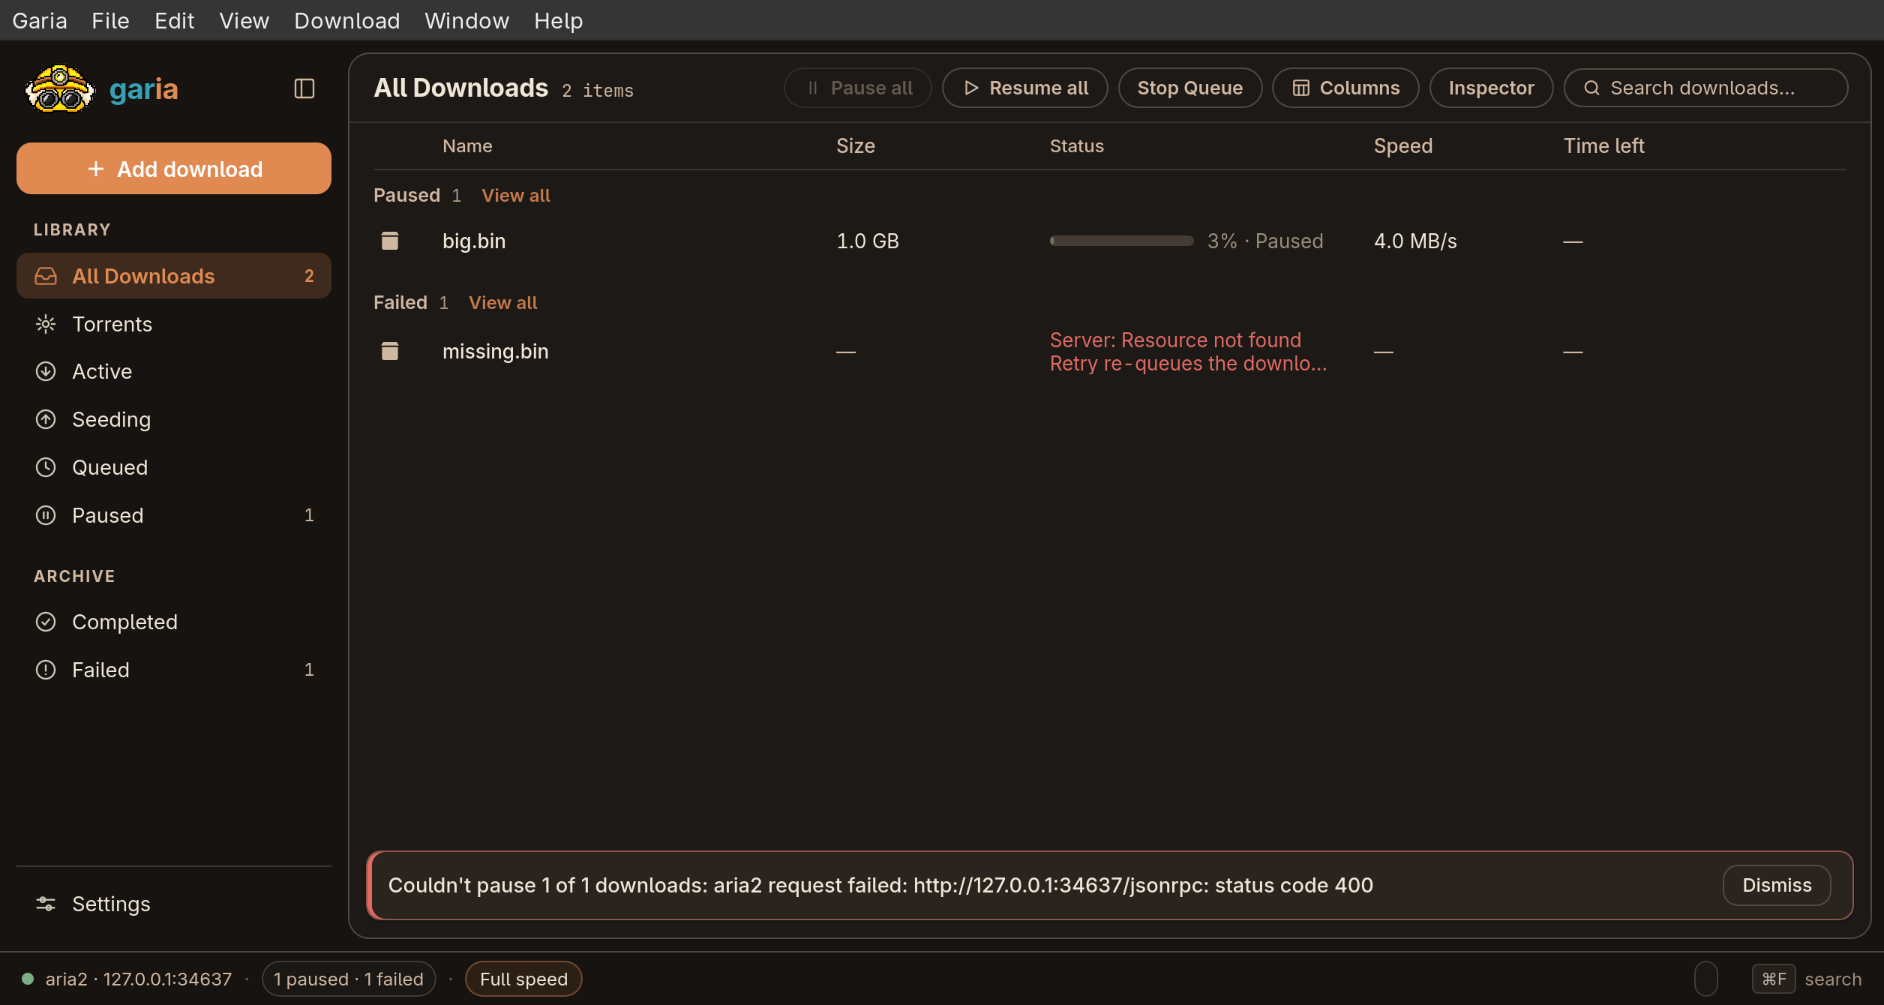 Garia File Edit View Download Window Help
garia
All Downloads 2 items
Pause all
Resume all
Stop Queue
Columns
Inspector
Search downloads...
+ Add download
LIBRARY
All Downloads 2
Torrents
Active
Seeding
Queued
Paused 1
ARCHIVE
Completed
Failed 1
Settings
Name Size Status Speed Time left
Paused 1 View all
big.bin 1.0 GB 3% · Paused 4.0 MB/s —
Failed 1 View all
missing.bin — Server: Resource not found — —
Retry re-queues the downlo...
Couldn't pause 1 of 1 downloads: aria2 request failed: http://127.0.0.1:34637/jsonrpc: status code 400 Dismiss
aria2 · 127.0.0.1:34637 · 1 paused · 1 failed · Full speed ⌘F search